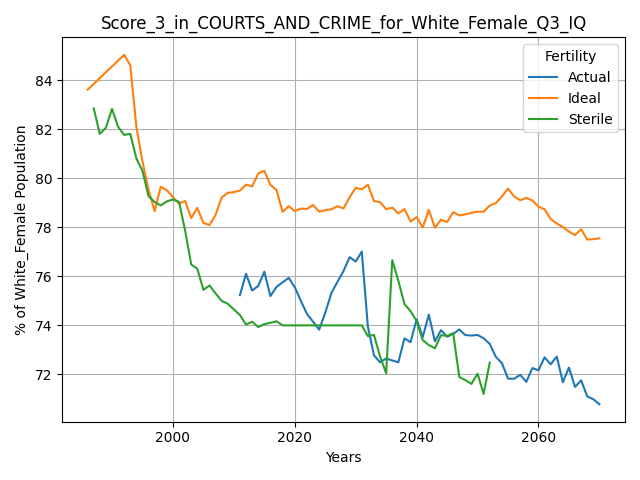 Score_3_in_COURTS_AND_CRIME_for_White_Female_Q3_IQ
% of White_Female Population
84
82
80
78
76
74
72
Fertility
Actual
Ideal
Sterile
2000
2020
2040
2060
Years